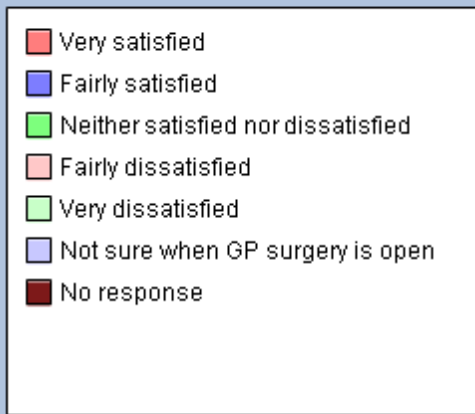 Very satisfied
Fairly satisfied
Neither satisfied nor dissatisfied
Fairly dissatisfied
Very dissatisfied
Not sure when GP surgery is open
No response